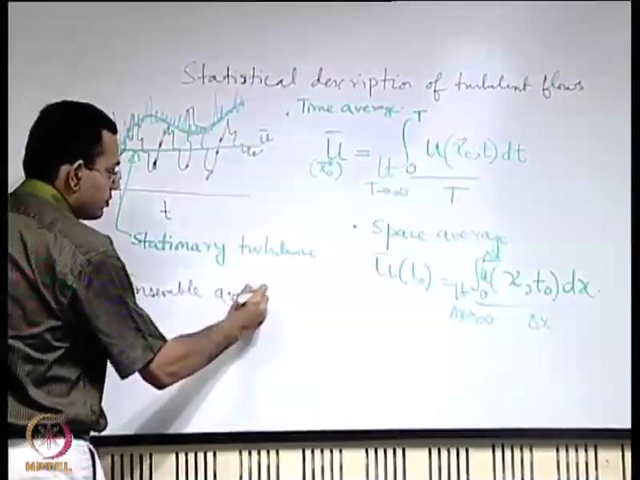 Statistical description of turbulent flows
• Time average:
ū(x₀) = lt T→∞ ∫₀ᵀ u(x₀,t)dt / T
ū
t
Stationary turbulence
• Space average
ū(t₀) = lt Δx→∞ ∫₀ u(x,t₀)dx / Δx
nsemble av
NPTEL